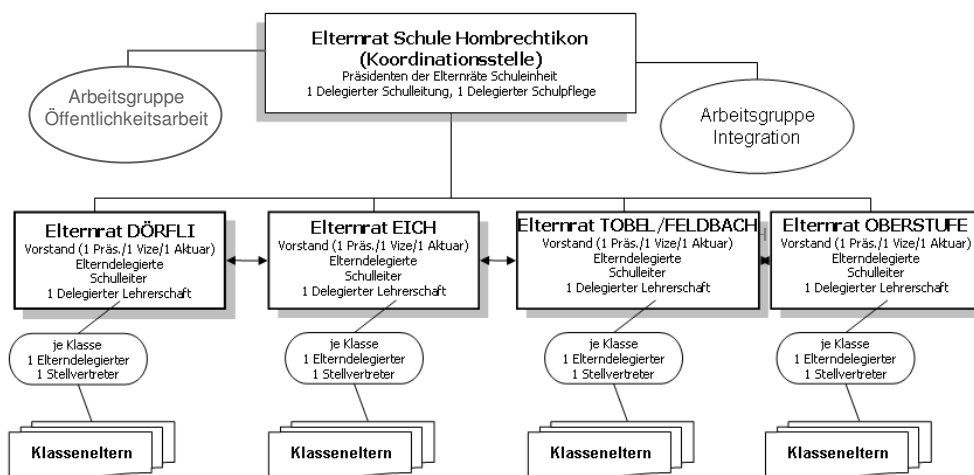 Elternrat Schule Hombrechtikon
(Koordinationsstelle)
Präsidenten der Elternräte Schuleinheit
1 Delegierter Schulleitung, 1 Delegierter Schulpflege
Arbeitsgruppe
Öffentlichkeitsarbeit
Arbeitsgruppe
Integration
Elternrat DÖRFLI
Vorstand (1 Präs./1 Vize/1 Aktuar)
Elterndelegierte
Schulleiter
1 Delegierter Lehrerschaft
Elternrat EICH
Vorstand (1 Präs./1 Vize/1 Aktuar)
Elterndelegierte
Schulleiter
1 Delegierter Lehrerschaft
Elternrat TOBEL/FELDBACH
Vorstand (1 Präs./1 Vize/1 Aktuar)
Elterndelegierte
Schulleiter
1 Delegierter Lehrerschaft
Elternrat OBERSTUFE
Vorstand (1 Präs./1 Vize/1 Aktuar)
Elterndelegierte
Schulleiter
1 Delegierter Lehrerschaft
je Klasse
1 Elterndelegierter
1 Stellvertreter
je Klasse
1 Elterndelegierter
1 Stellvertreter
je Klasse
1 Elterndelegierter
1 Stellvertreter
je Klasse
1 Elterndelegierter
1 Stellvertreter
Klasseneltern
Klasseneltern
Klasseneltern
Klasseneltern